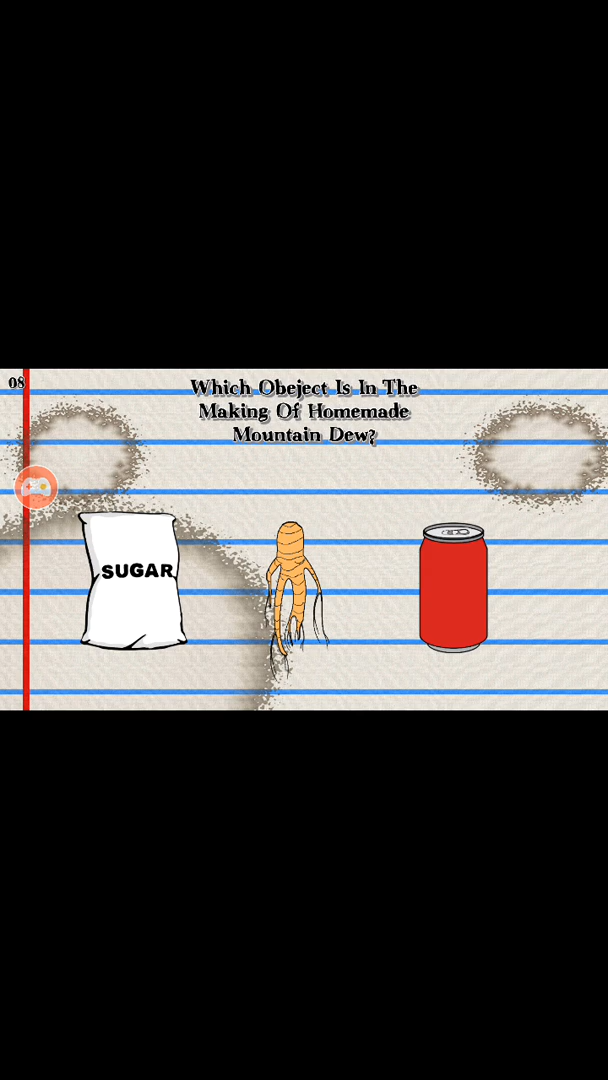 08
Which Obeject Is In The
Making Of Homemade
Mountain Dew?
SUGAR